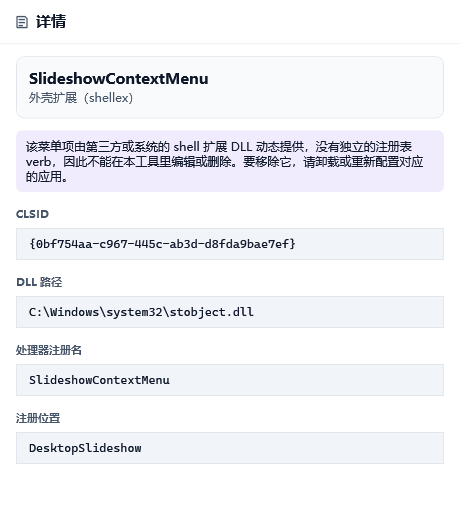 详情
SlideshowContextMenu
外壳扩展（shellex）
该菜单项由第三方或系统的 shell 扩展 DLL 动态提供，没有独立的注册表
verb，因此不能在本工具里编辑或删除。要移除它，请卸载或重新配置对应
的应用。
CLSID
{0bf754aa-c967-445c-ab3d-d8fda9bae7ef}
DLL 路径
C:\Windows\system32\stobject.dll
处理器注册名
SlideshowContextMenu
注册位置
DesktopSlideshow